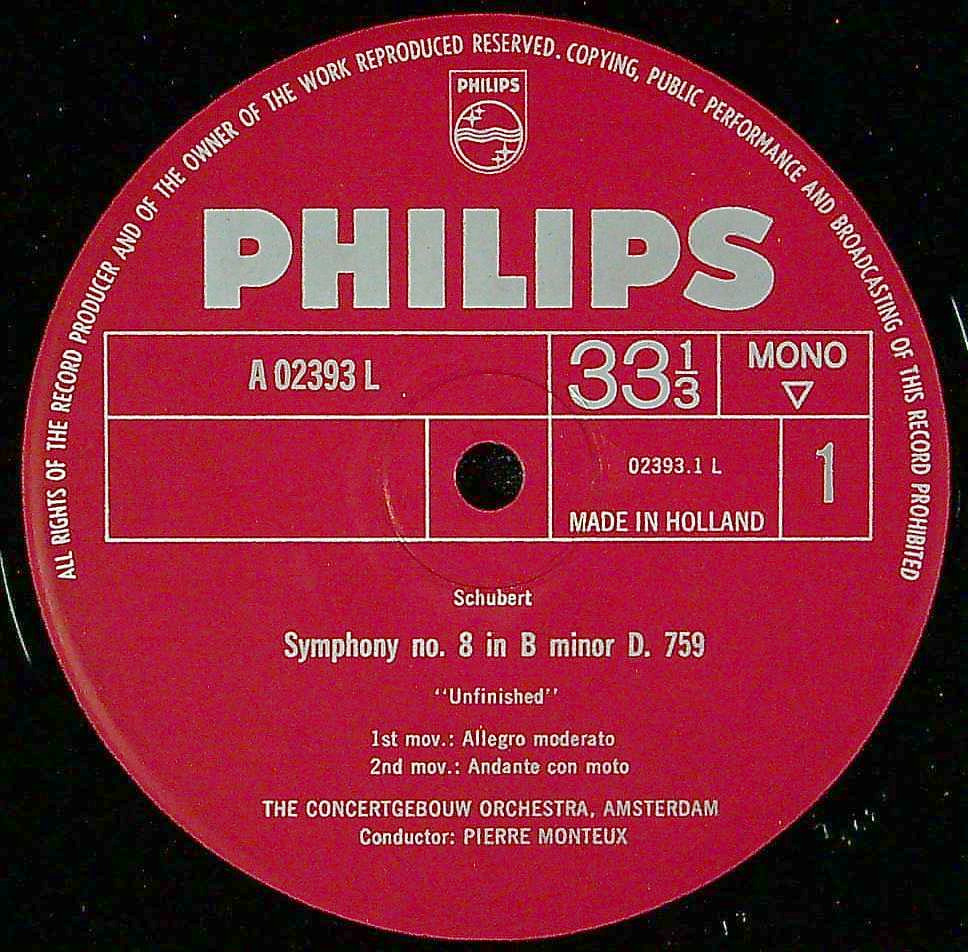 ALL RIGHTS OF THE RECORD PRODUCER AND OF THE OWNER OF THE WORK REPRODUCED RESERVED. COPYING, PUBLIC PERFORMANCE AND BROADCASTING OF THIS RECORD PROHIBITED
PHILIPS
PHILIPS
A 02393 L
33 1/3
MONO
02393.1 L
1
MADE IN HOLLAND
Schubert
Symphony no. 8 in B minor D. 759
"Unfinished"
1st mov.: Allegro moderato
2nd mov.: Andante con moto
THE CONCERTGEBOUW ORCHESTRA, AMSTERDAM
Conductor: PIERRE MONTEUX